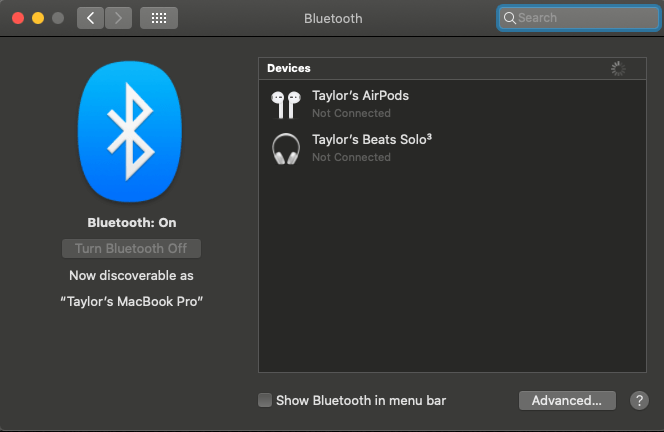 Bluetooth
Search
Devices
Taylor’s AirPods
Not Connected
Taylor’s Beats Solo³
Not Connected
Bluetooth: On
Turn Bluetooth Off
Now discoverable as
“Taylor’s MacBook Pro”
Show Bluetooth in menu bar
Advanced...
?